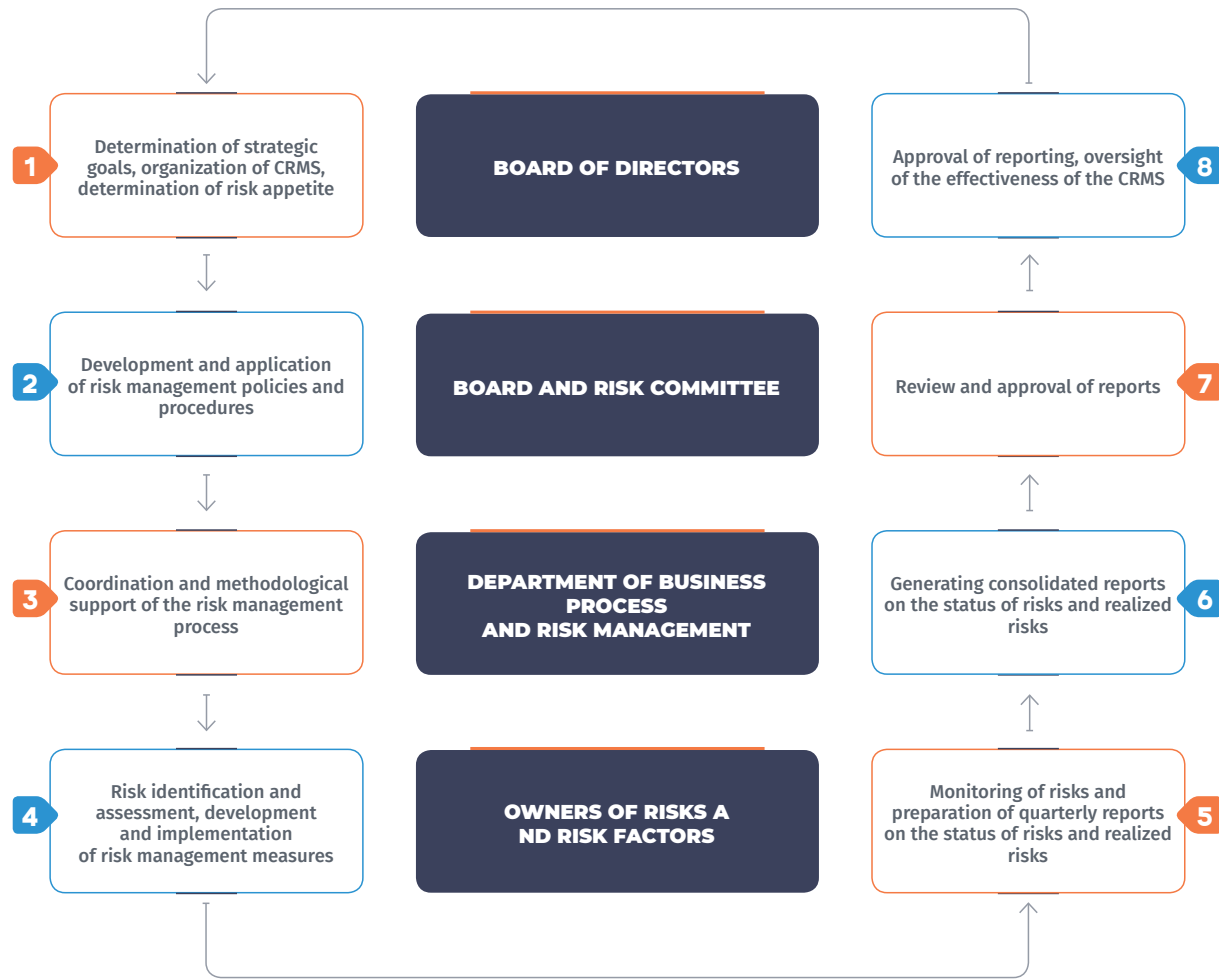 1
Determination of strategic
goals, organization of CRMS,
determination of risk appetite
BOARD OF DIRECTORS
Approval of reporting, oversight
of the effectiveness of the CRMS
8
2
Development and application
of risk management policies and
procedures
BOARD AND RISK COMMITTEE
Review and approval of reports
7
3
Coordination and methodological
support of the risk management
process
DEPARTMENT OF BUSINESS
PROCESS
AND RISK MANAGEMENT
Generating consolidated reports
on the status of risks and realized
risks
6
4
Risk identification and
assessment, development
and implementation
of risk management measures
OWNERS OF RISKS A
ND RISK FACTORS
Monitoring of risks and
preparation of quarterly reports
on the status of risks and realized
risks
5